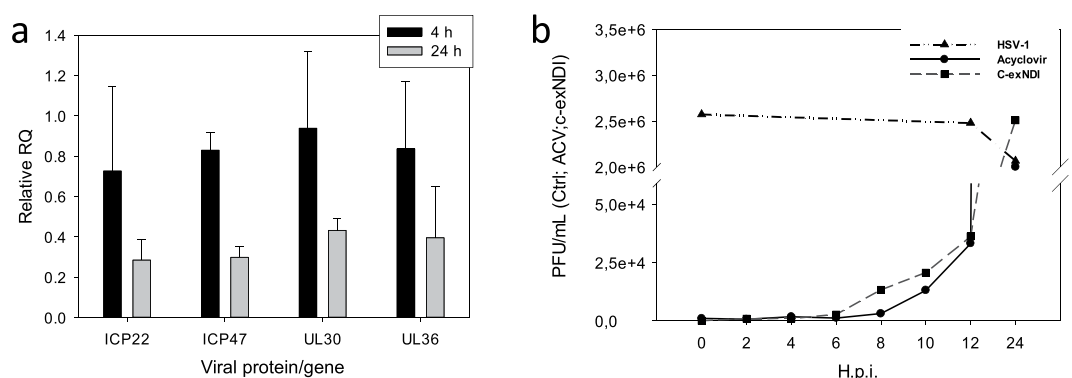 a
1.4
1.2
1.0
0.8
0.6
0.4
0.2
0.0
Relative RQ
4 h
24 h
ICP22 ICP47 UL30 UL36
Viral protein/gene
b
3,5e+6
3,0e+6
2,5e+6
2,0e+6
5,0e+4
2,5e+4
0,0
PFU/mL (Ctrl; ACV;c-exNDI)
HSV-1
Acyclovir
C-exNDI
0 2 4 6 8 10 12 24
H.p.i.